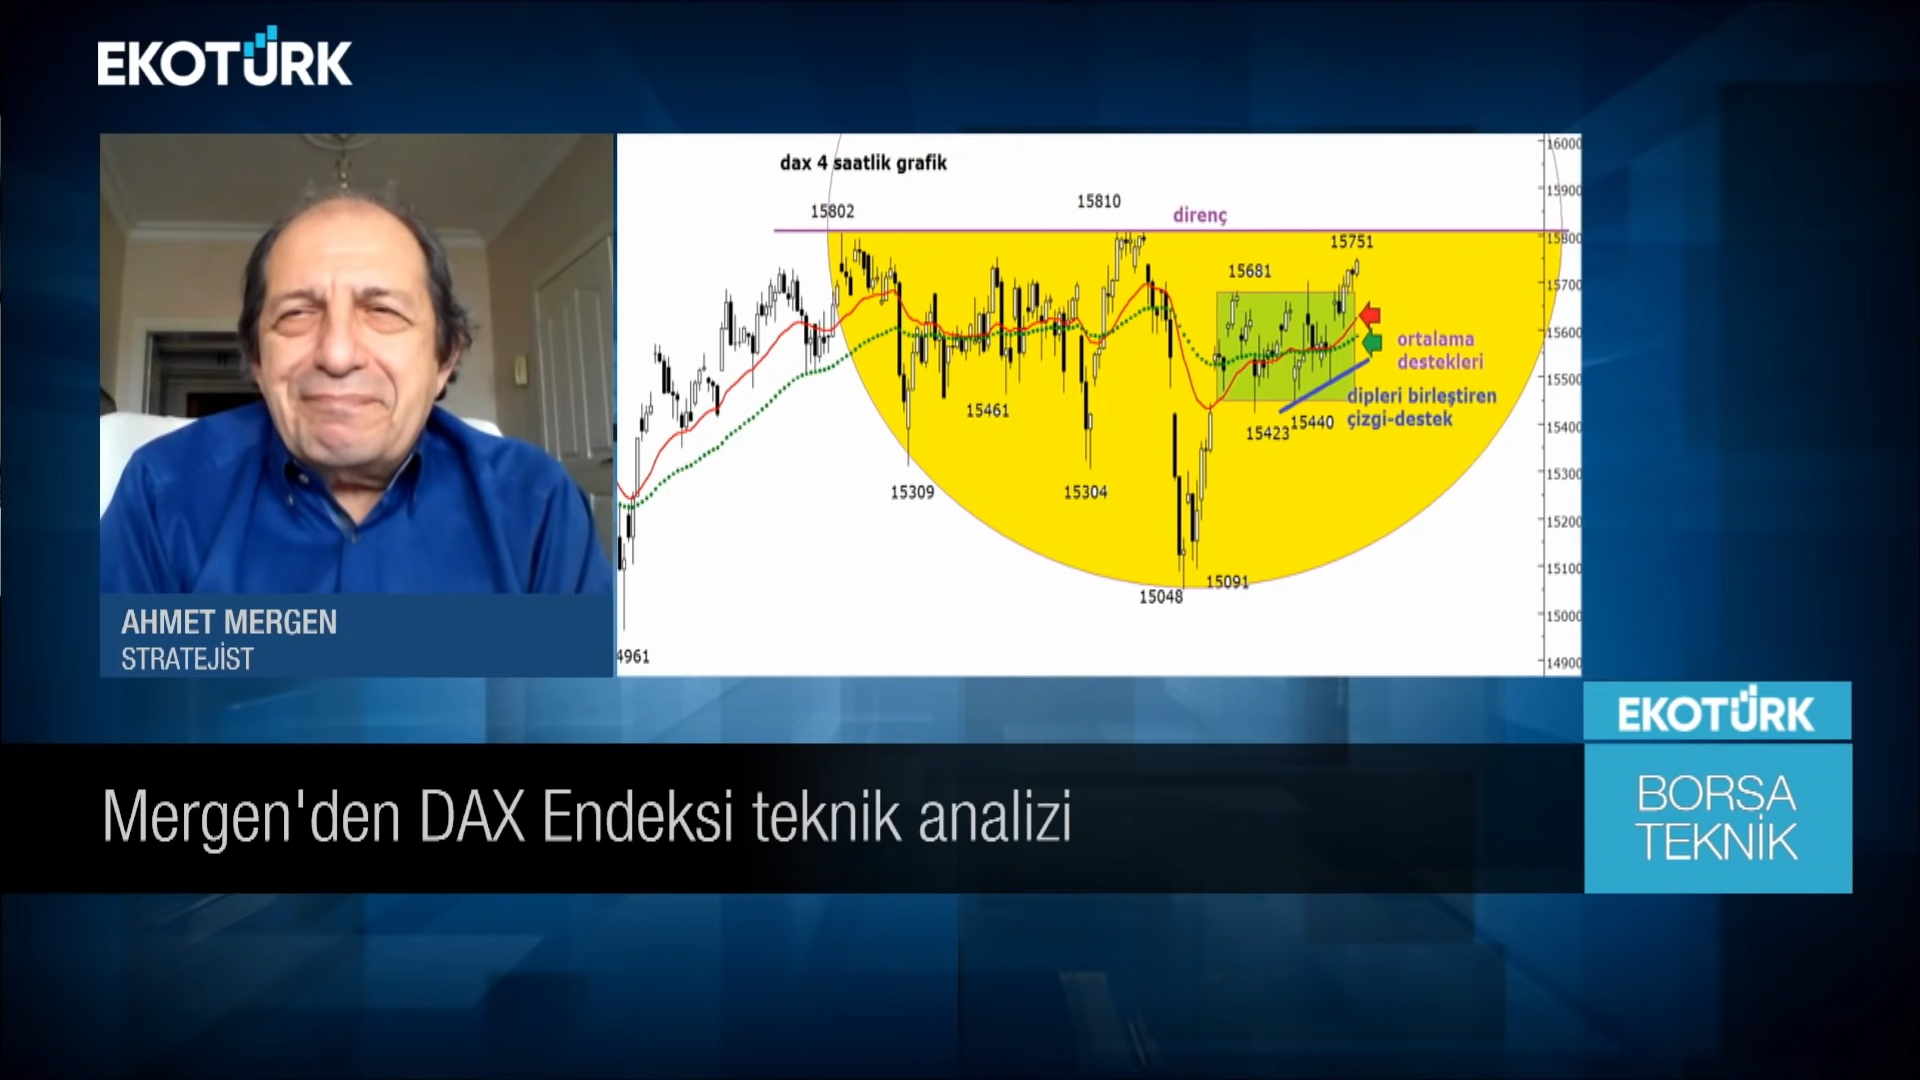 EKOTÜRK
dax 4 saatlik grafik
15802
15810
direnç
15751
15681
ortalama
destekleri
dipleri birleştiren
çizgi-destek
15461
15423
15440
15309
15304
15091
15048
4961
16000
15900
15800
15700
15600
15500
15400
15300
15200
15100
15000
14900
AHMET MERGEN
STRATEJİST
EKOTÜRK
Mergen'den DAX Endeksi teknik analizi
BORSA
TEKNİK